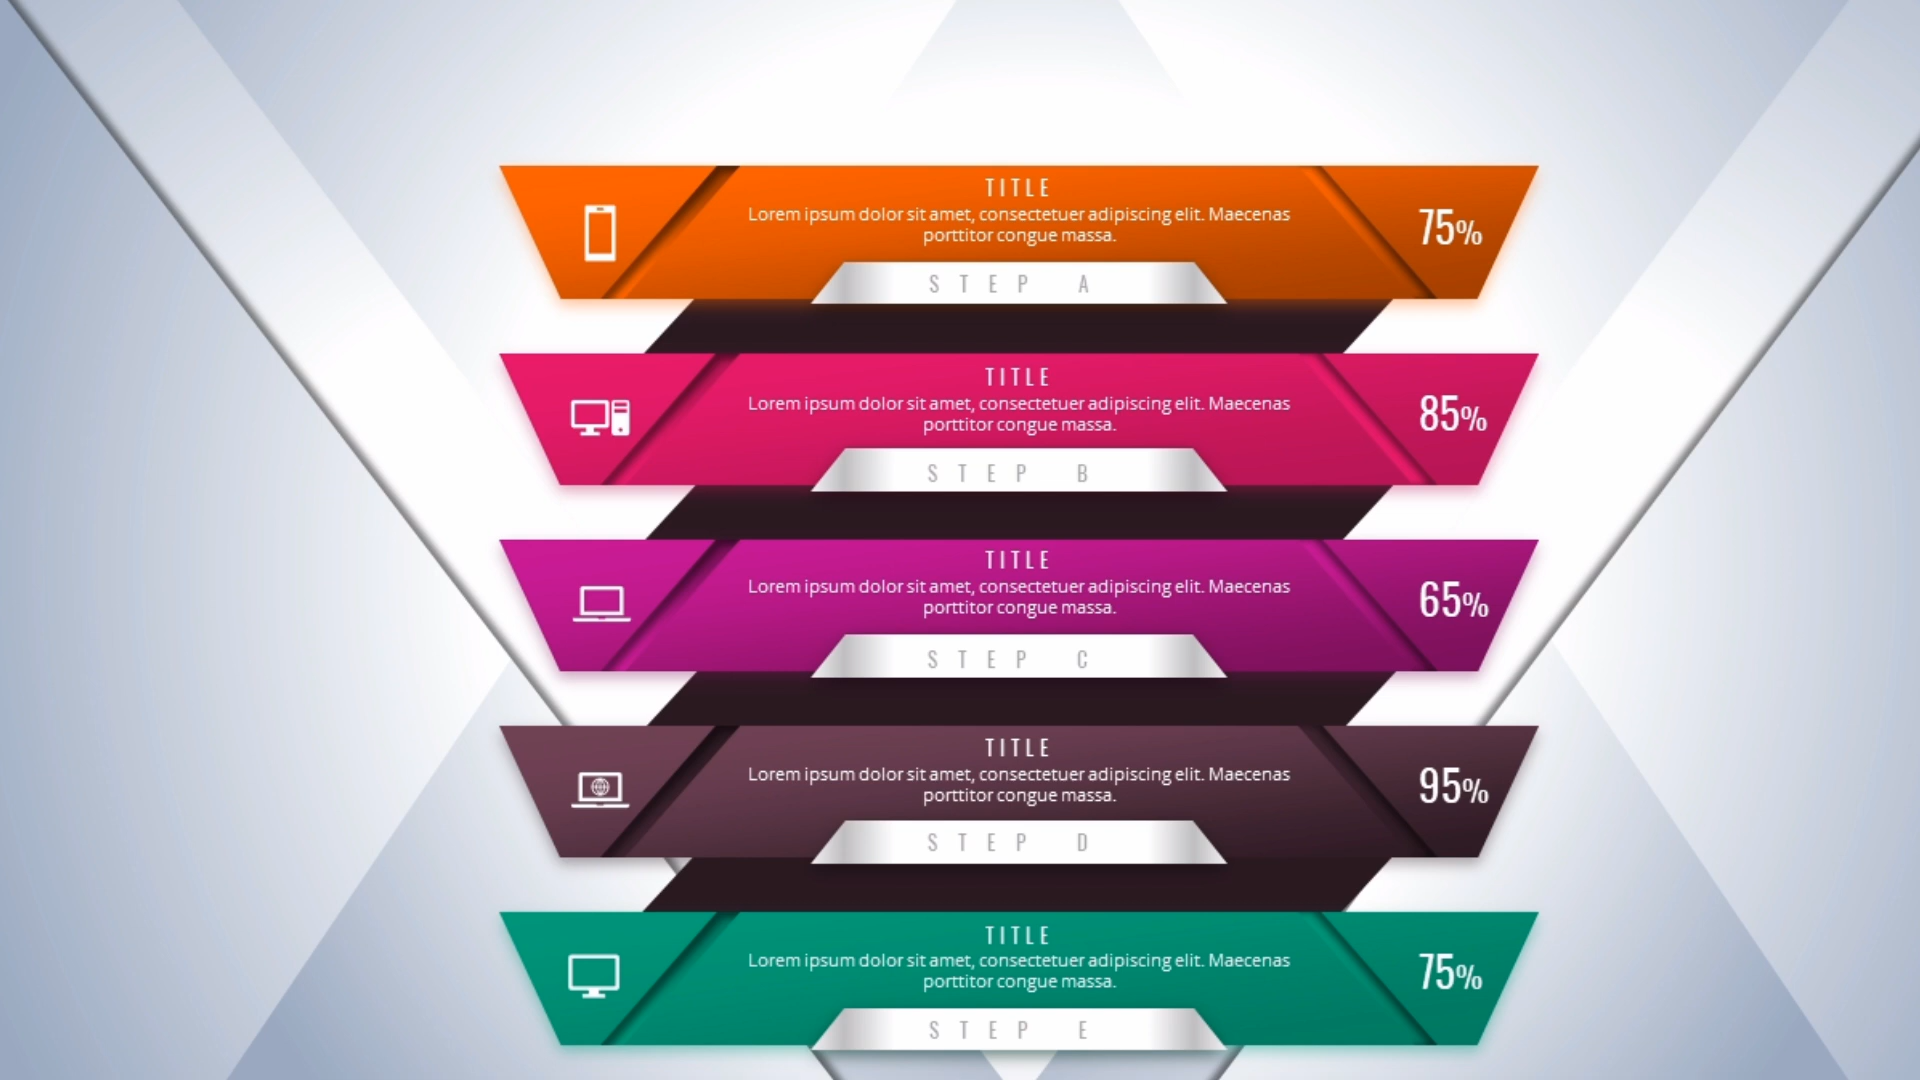 TITLE
Lorem ipsum dolor sit amet, consectetuer adipiscing elit. Maecenas
porttitor congue massa.
75%
STEP A
TITLE
Lorem ipsum dolor sit amet, consectetuer adipiscing elit. Maecenas
porttitor congue massa.
85%
STEP B
TITLE
Lorem ipsum dolor sit amet, consectetuer adipiscing elit. Maecenas
porttitor congue massa.
65%
STEP C
TITLE
Lorem ipsum dolor sit amet, consectetuer adipiscing elit. Maecenas
porttitor congue massa.
95%
STEP D
TITLE
Lorem ipsum dolor sit amet, consectetuer adipiscing elit. Maecenas
porttitor congue massa.
75%
STEP E